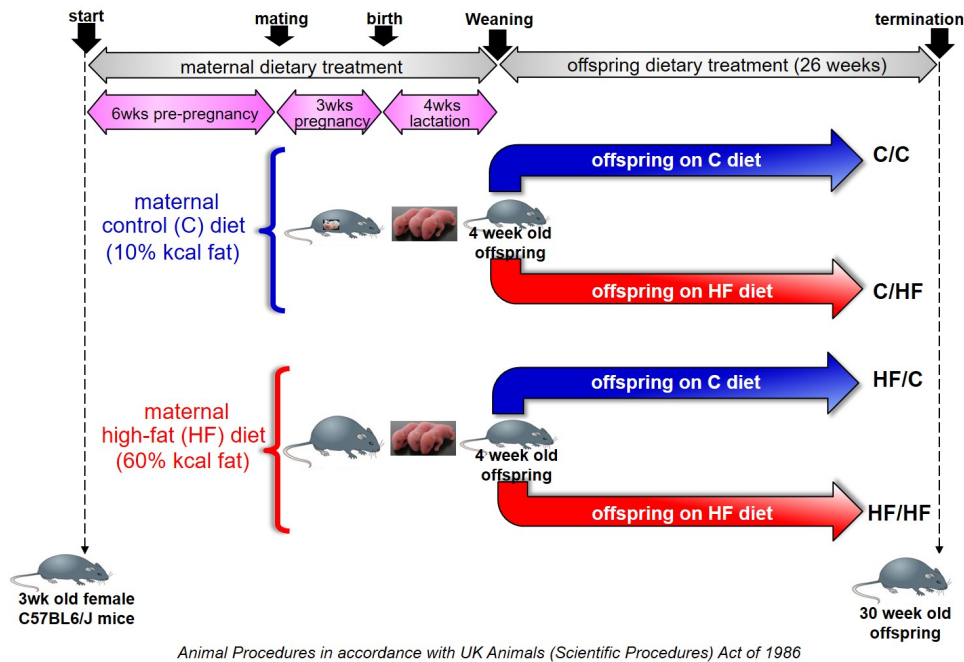 start
mating
birth
Weaning
termination
maternal dietary treatment
offspring dietary treatment (26 weeks)
6wks pre-pregnancy
3wks
pregnancy
4wks
lactation
maternal
control (C) diet
(10% kcal fat)
4 week old
offspring
offspring on C diet
C/C
offspring on HF diet
C/HF
maternal
high-fat (HF) diet
(60% kcal fat)
4 week old
offspring
offspring on C diet
HF/C
offspring on HF diet
HF/HF
3wk old female
C57BL6/J mice
30 week old
offspring
Animal Procedures in accordance with UK Animals (Scientific Procedures) Act of 1986